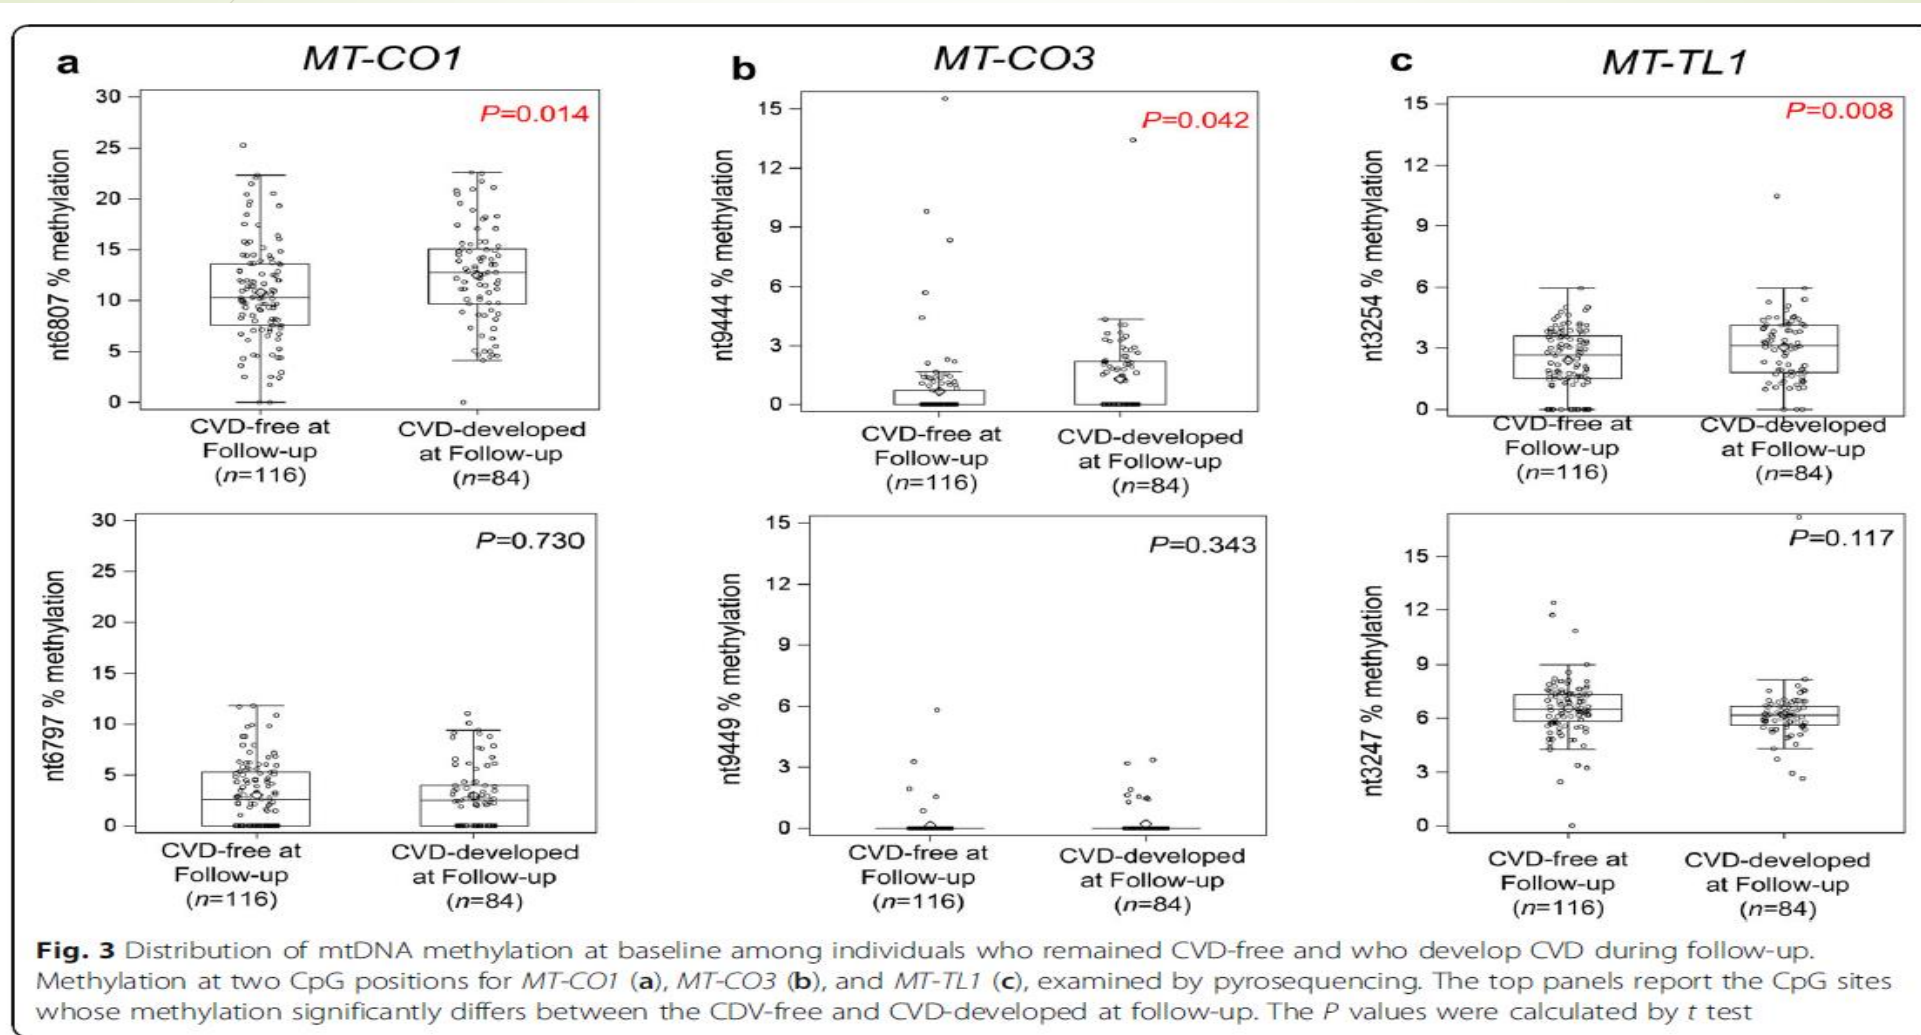 a
MT-CO1
30
25
20
15
10
5
0
nt6807 % methylation
P=0.014
CVD-free at
Follow-up
(n=116)
CVD-developed
at Follow-up
(n=84)
b
MT-CO3
15
12
9
6
3
0
nt9444 % methylation
P=0.042
CVD-free at
Follow-up
(n=116)
CVD-developed
at Follow-up
(n=84)
c
MT-TL1
15
12
9
6
3
0
nt3254 % methylation
P=0.008
CVD-free at
Follow-up
(n=116)
CVD-developed
at Follow-up
(n=84)
30
25
20
15
10
5
0
nt6797 % methylation
P=0.730
CVD-free at
Follow-up
(n=116)
CVD-developed
at Follow-up
(n=84)
15
12
9
6
3
0
nt9449 % methylation
P=0.343
CVD-free at
Follow-up
(n=116)
CVD-developed
at Follow-up
(n=84)
15
12
9
6
3
0
nt3247 % methylation
P=0.117
CVD-free at
Follow-up
(n=116)
CVD-developed
at Follow-up
(n=84)
Fig. 3 Distribution of mtDNA methylation at baseline among individuals who remained CVD-free and who develop CVD during follow-up.
Methylation at two CpG positions for MT-CO1 (a), MT-CO3 (b), and MT-TL1 (c), examined by pyrosequencing. The top panels report the CpG sites
whose methylation significantly differs between the CDV-free and CVD-developed at follow-up. The P values were calculated by t test